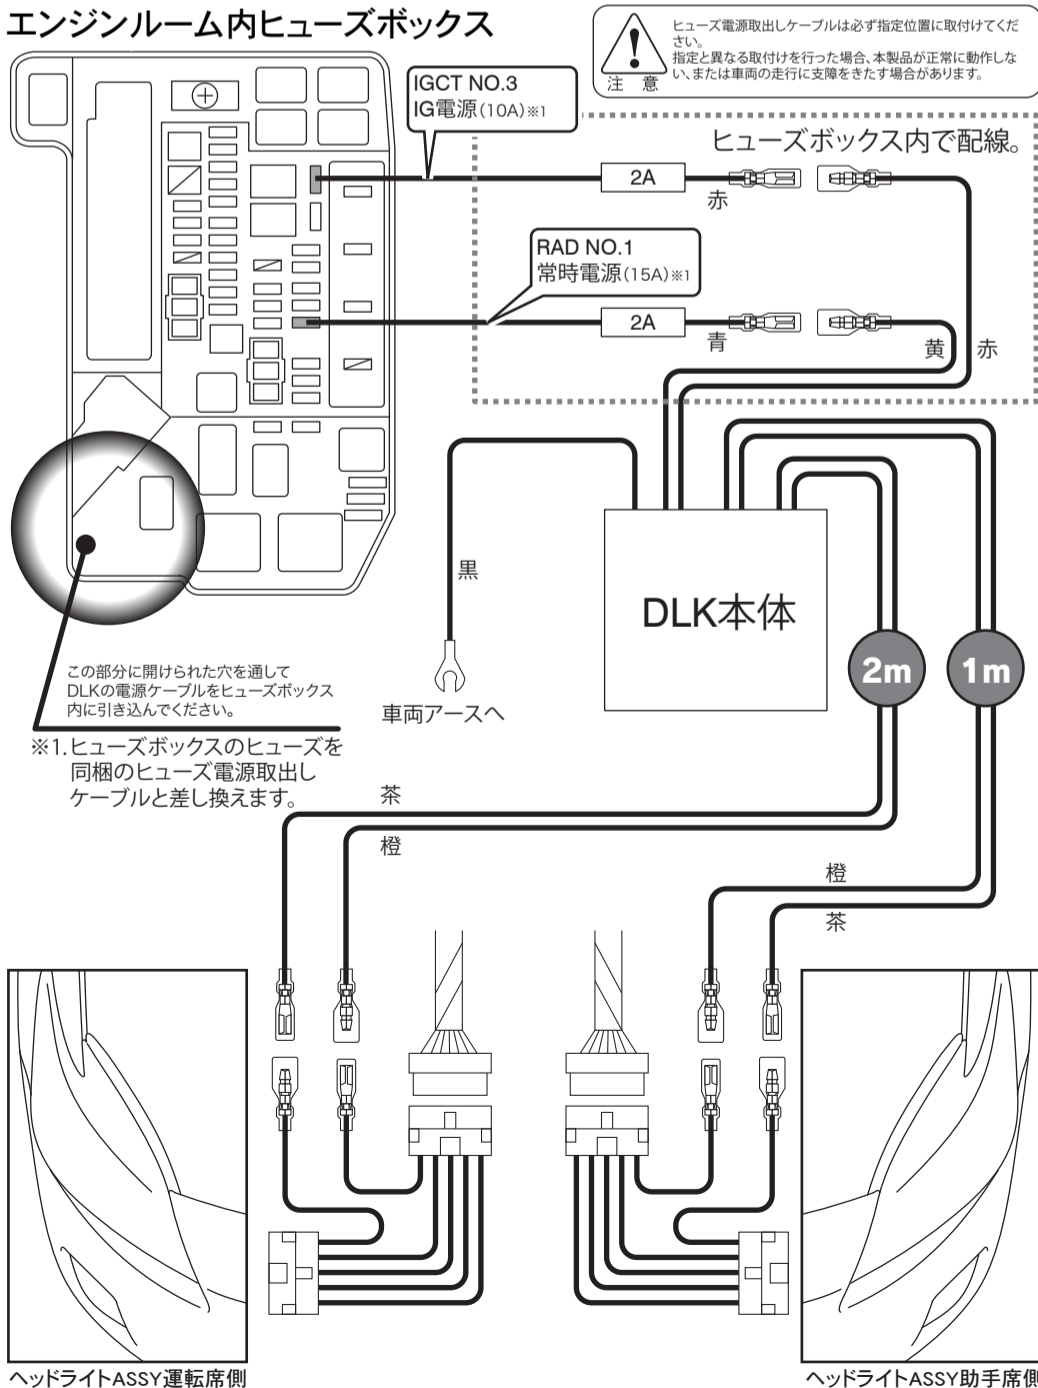 エンジンルーム内ヒューズボックス
注 意
ヒューズ電源取出しケーブルは必ず指定位置に取付けてくだ
さい。
指定と異なる取付けを行った場合、本製品が正常に動作しな
い、または車両の走行に支障をきたす場合があります。
IGCT NO.3
IG電源(10A)※1
ヒューズボックス内で配線。
2A
赤
RAD NO.1
常時電源(15A)※1
2A
青
黄
赤
黒
DLK本体
2m
1m
車両アースへ
この部分に開けられた穴を通して
DLKの電源ケーブルをヒューズボックス
内に引き込んでください。
※1.ヒューズボックスのヒューズを
同梱のヒューズ電源取出し
ケーブルと差し換えます。
茶
橙
橙
茶
ヘッドライトASSY運転席側
ヘッドライトASSY助手席側